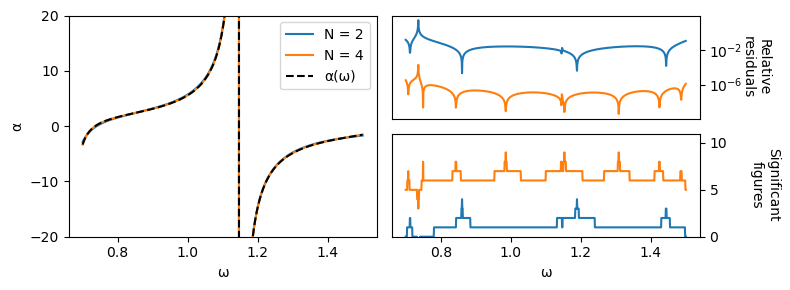 20
10
0
−10
−20
α
0.8
1.0
1.2
1.4
ω
N = 2
N = 4
α(ω)
10⁻²
10⁻⁶
Relative
residuals
10
5
0
Significant
figures
0.8
1.0
1.2
1.4
ω